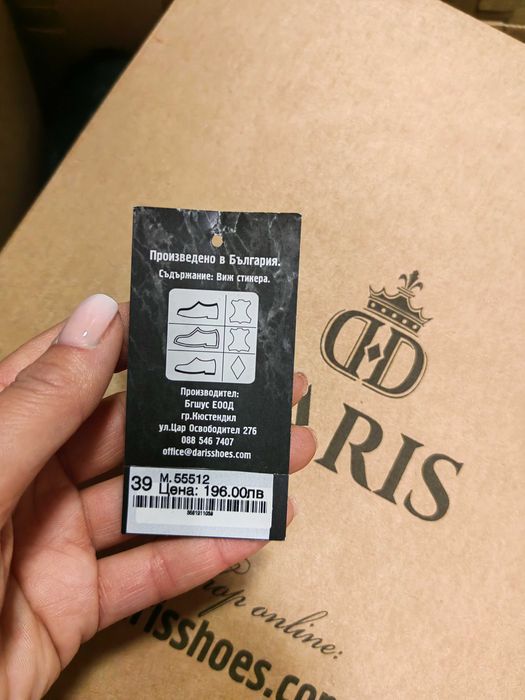 Произведено в България.
Съдържание: Виж стикера.
Производител:
Бгшус ЕООД
гр.Кюстендил
ул.Цар Освободител 276
088 546 7407
office@darisshoes.com
39
М.55512
Цена: 196.00лв
ARIS
hop online:
risshoes.co